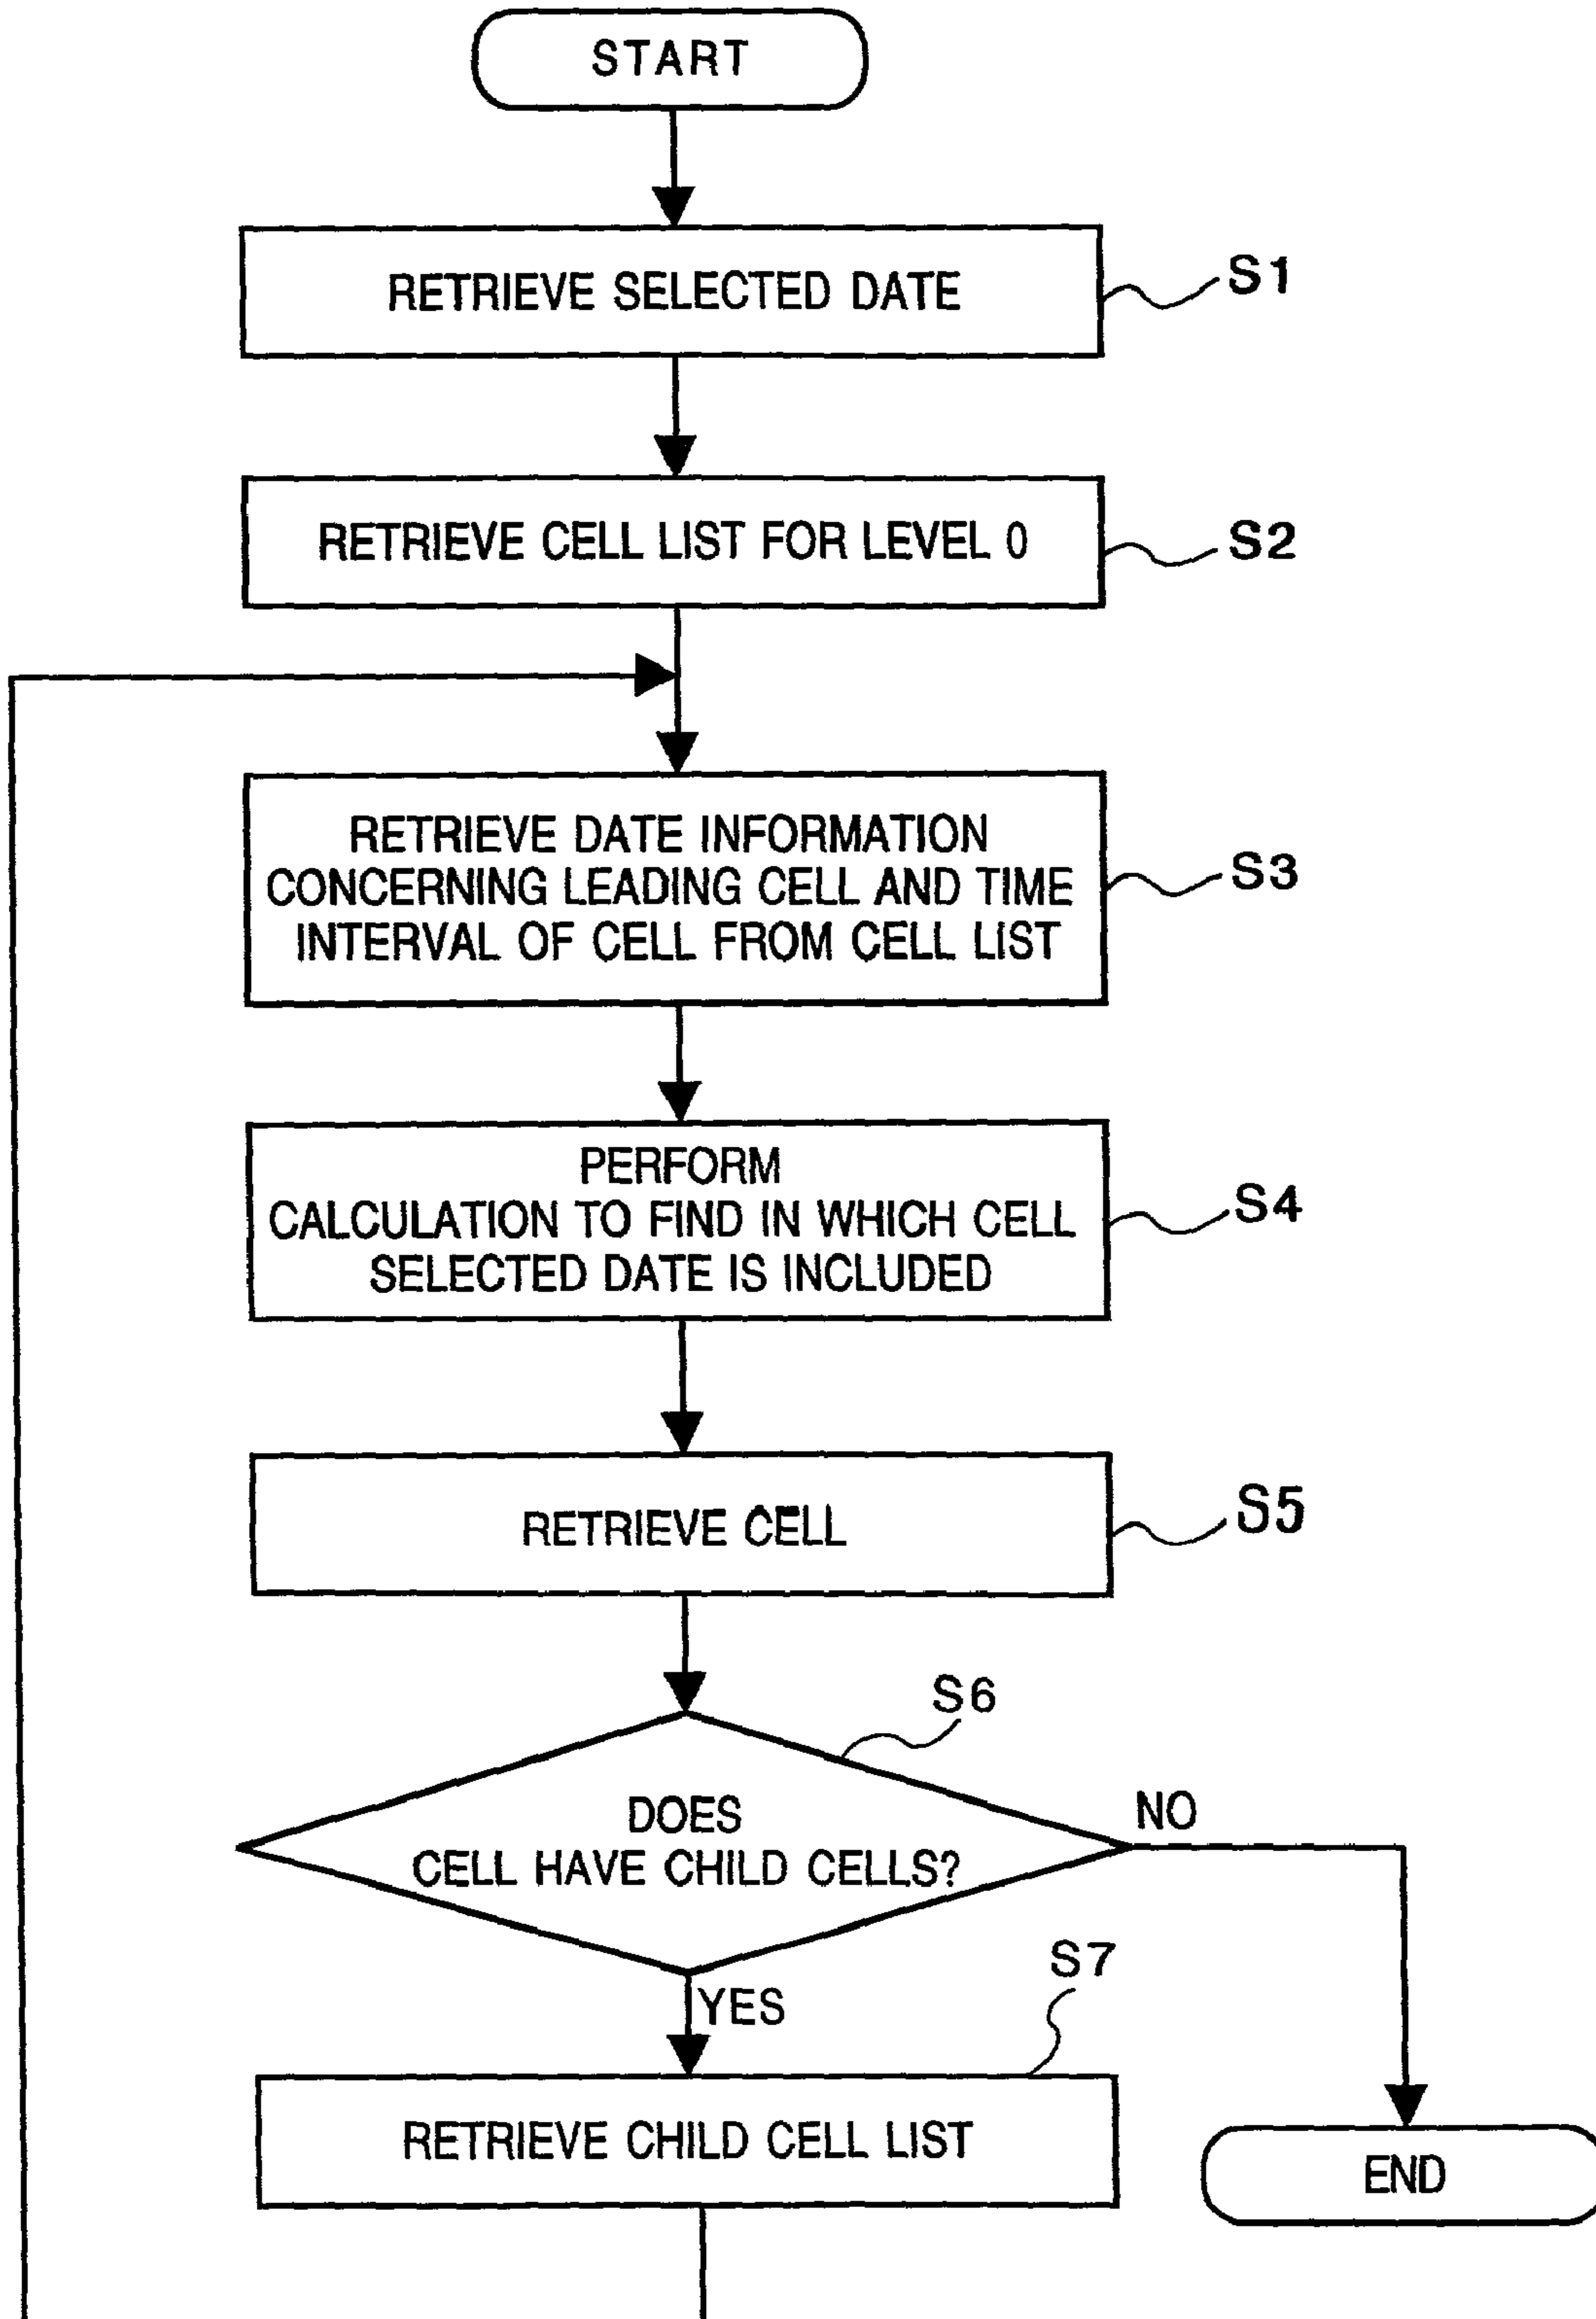 START
RETRIEVE SELECTED DATE
S1
RETRIEVE CELL LIST FOR LEVEL 0
S2
RETRIEVE DATE INFORMATION
CONCERNING LEADING CELL AND TIME
INTERVAL OF CELL FROM CELL LIST
S3
PERFORM
CALCULATION TO FIND IN WHICH CELL
SELECTED DATE IS INCLUDED
S4
RETRIEVE CELL
S5
S6
DOES
CELL HAVE CHILD CELLS?
NO
YES
S7
RETRIEVE CHILD CELL LIST
END